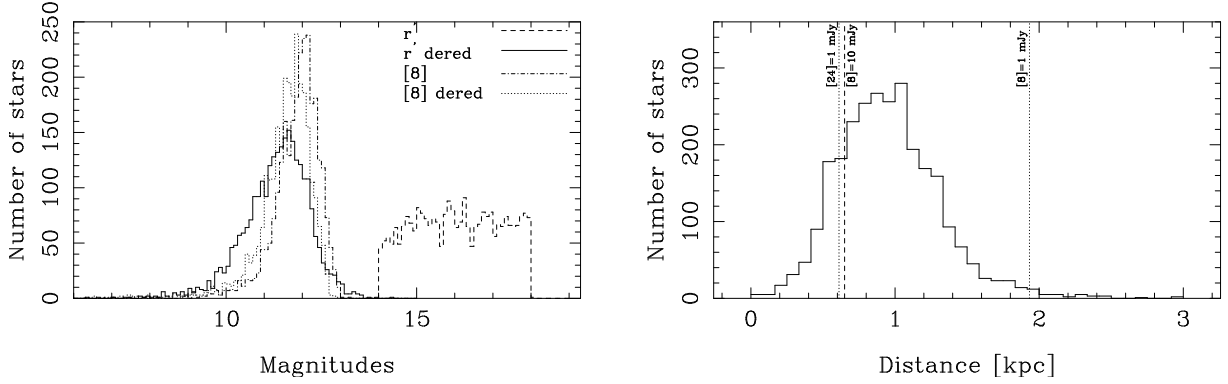 r,
r dered
[8]
[8] dered
Number of stars
0
50
100
150
200
250
10
15
Magnitudes
[24]=1 mJy
[8]=10 mJy
[8]=1 mJy
Number of stars
0
100
200
300
0
1
2
3
Distance [kpc]